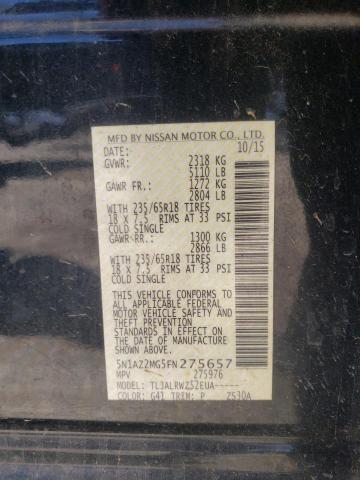 MFD BY NISSAN MOTOR CO., LTD.
DATE: 10/15
GVWR: 2318 KG
5110 LB
GAWR FR: 1272 KG
2804 LB
WITH 235/65R18 TIRES
18 X 7.5 RIMS AT 33 PSI
COLD SINGLE
GAWR RR.: 1300 KG
2866 LB
WITH 235/65R18 TIRES
18 X 7.5 RIMS AT 33 PSI
COLD SINGLE
THIS VEHICLE CONFORMS TO
ALL APPLICABLE FEDERAL
MOTOR VEHICLE SAFETY AND
THEFT PREVENTION
STANDARDS IN EFFECT ON
THE DATE OF MANUFACTURE
SHOWN ABOVE.
5N1AZ2MG5FN275657
MPV 275976
MODEL: TLJALRWZ52EUA-----
COLOR: G41 TRIM: P Z530A